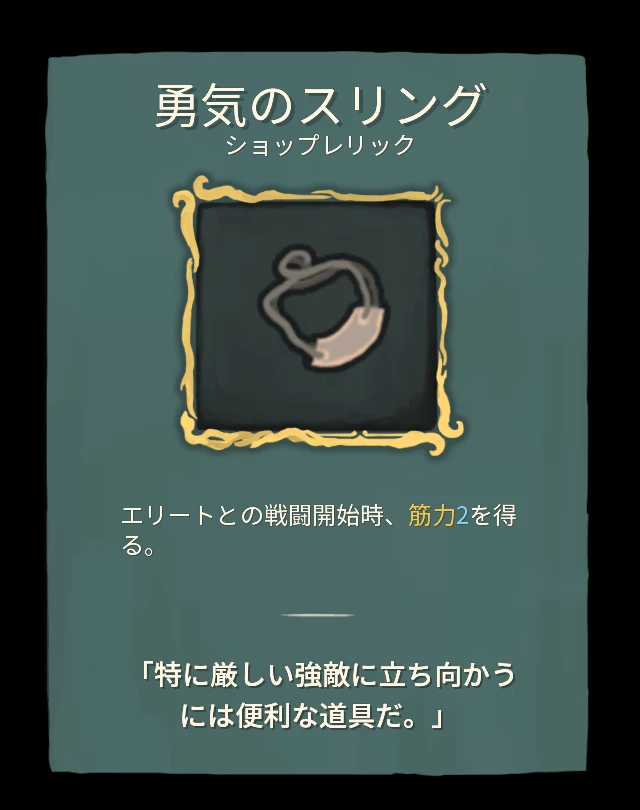 勇気のスリング
ショップレリック
エリートとの戦闘開始時、筋力2を得
る。
「特に厳しい強敵に立ち向かう
には便利な道具だ。」